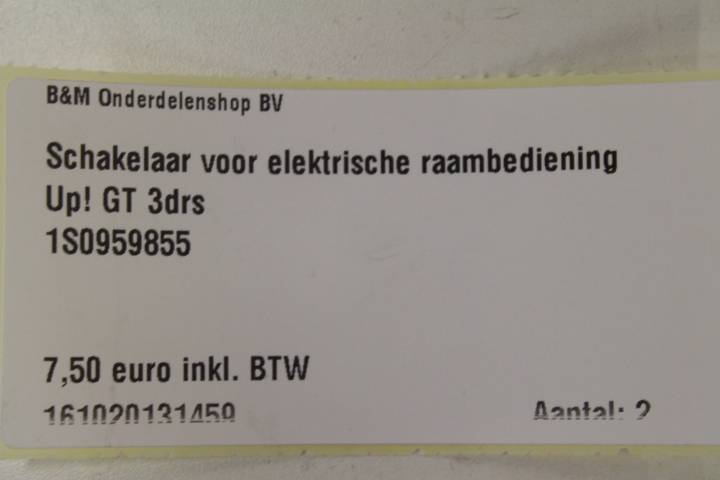 B&M Onderdelenshop BV
Schakelaar voor elektrische raambediening
Up! GT 3drs
1S0959855
7,50 euro inkl. BTW
161020131459 Aantal: 2